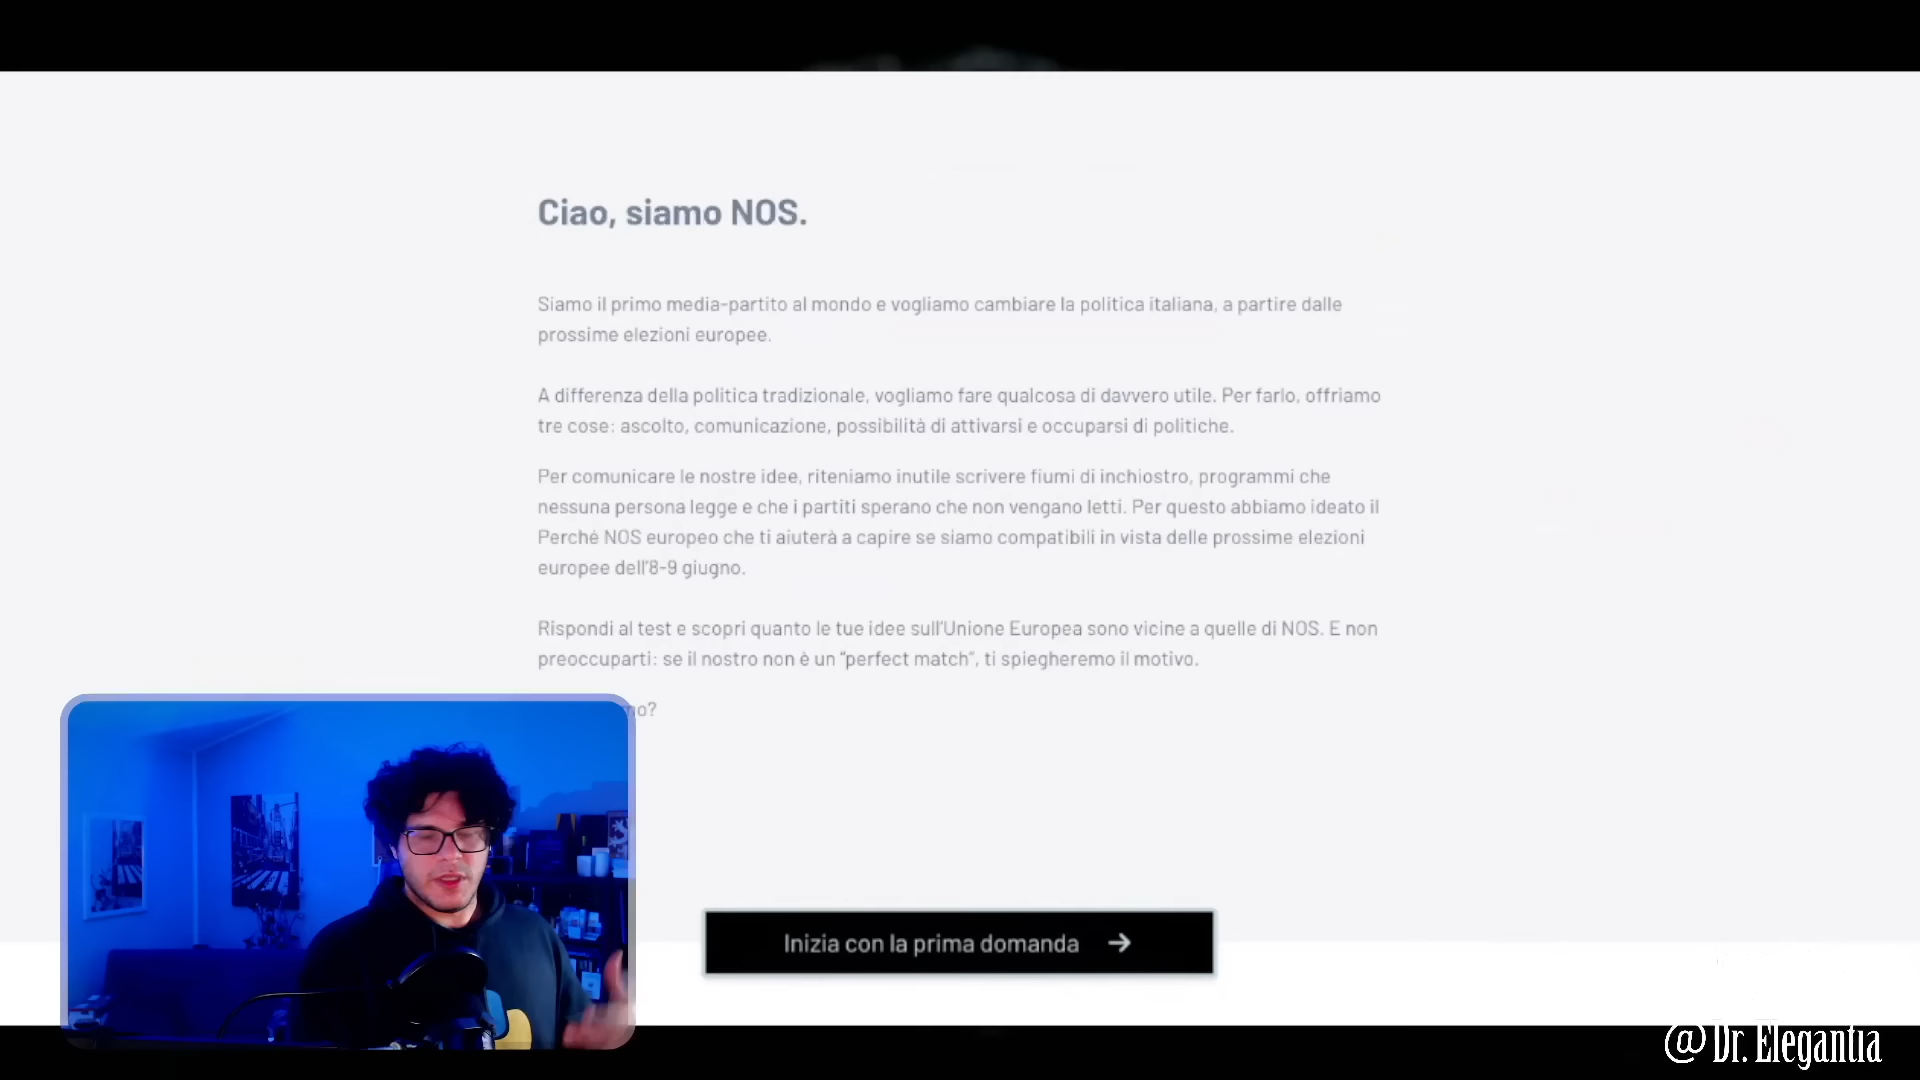 Ciao, siamo NOS.
Siamo il primo media-partito al mondo e vogliamo cambiare la politica italiana, a partire dalle
prossime elezioni europee.
A differenza della politica tradizionale, vogliamo fare qualcosa di davvero utile. Per farlo, offriamo
tre cose: ascolto, comunicazione, possibilità di attivarsi e occuparsi di politiche.
Per comunicare le nostre idee, riteniamo inutile scrivere fiumi di inchiostro, programmi che
nessuna persona legge e che i partiti sperano che non vengano letti. Per questo abbiamo ideato il
Perché NOS europeo che ti aiuterà a capire se siamo compatibili in vista delle prossime elezioni
europee dell'8-9 giugno.
Rispondi al test e scopri quanto le tue idee sull'Unione Europea sono vicine a quelle di NOS. E non
preoccuparti: se il nostro non è un "perfect match", ti spiegheremo il motivo.
Inizia con la prima domanda
@Dr. Elegantia